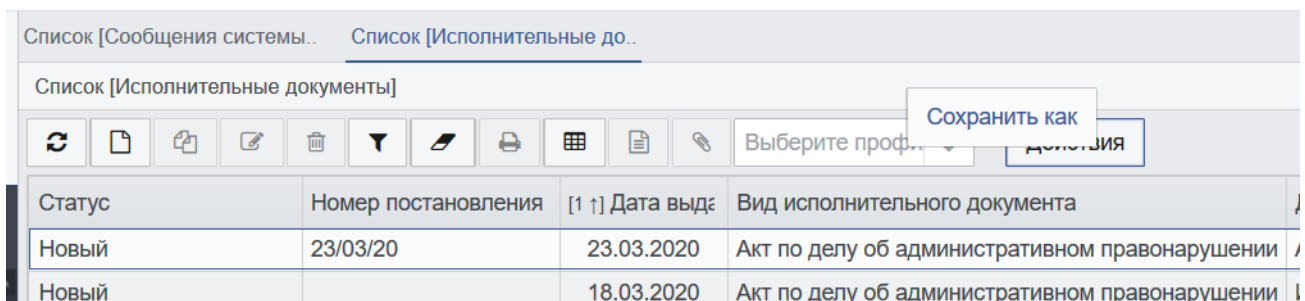 Список [Сообщения системы.. Список [Исполнительные до..
Список [Исполнительные документы]
Сохранить как
Выберите Действия
Статус Номер постановления [1 ↑] Дата выда Вид исполнительного документа
Новый 23/03/20 23.03.2020 Акт по делу об административном правонарушении
Новый 18.03.2020 Акт по делу об административном правонарушении